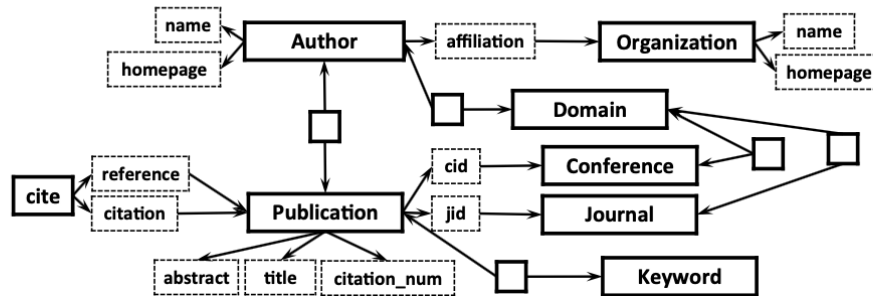 name
Author
affiliation
Organization
name
homepage
homepage
Domain
reference
cid
Conference
cite
citation
Publication
jid
Journal
abstract
title
citation_num
Keyword